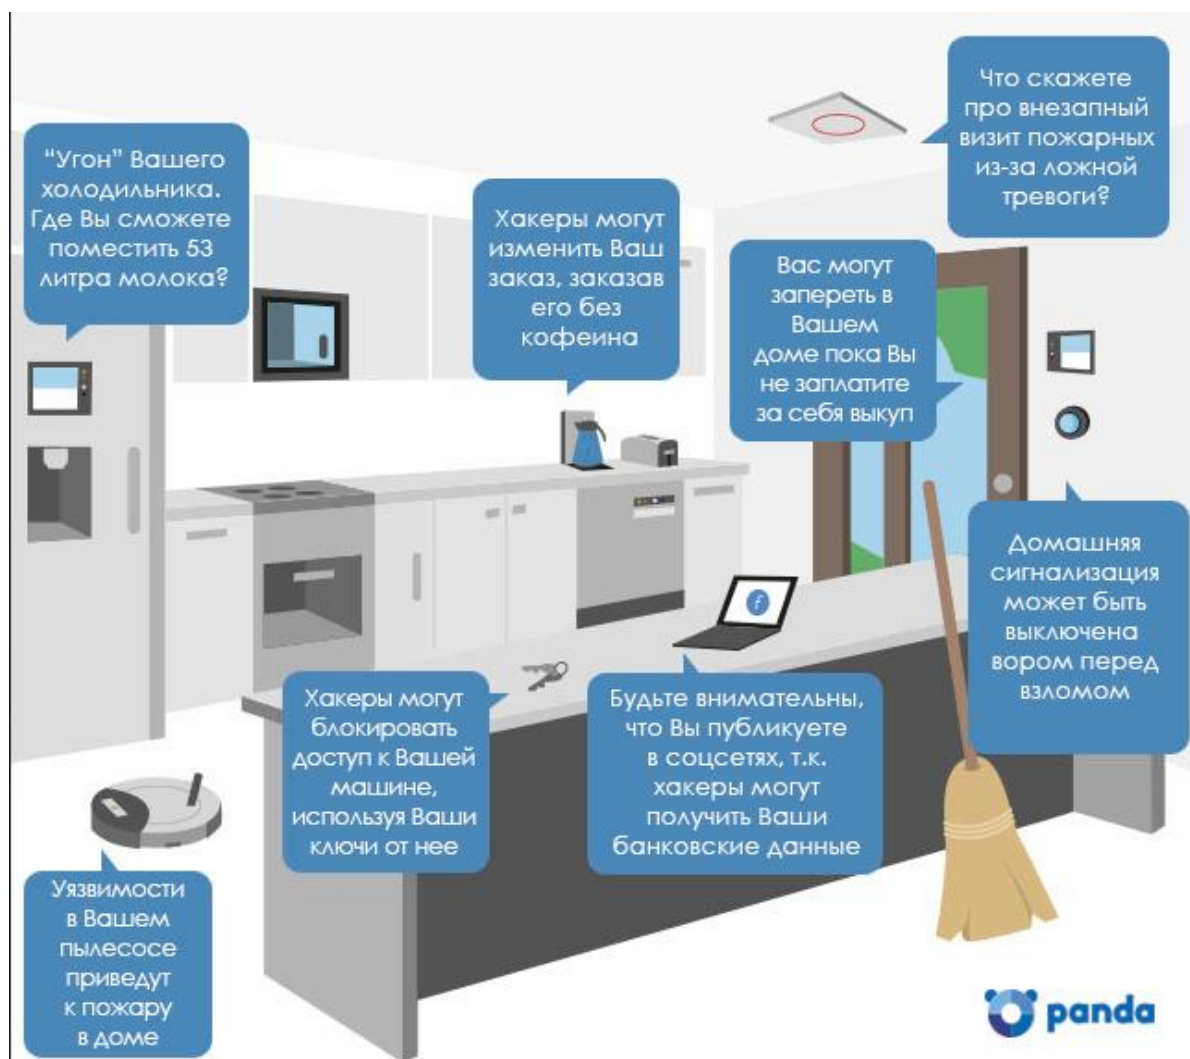 Что скажете
про внезапный
визит пожарных
из-за ложной
тревоги?
“Угон” Вашего
холодильника.
Где Вы сможете
поместить 53
литра молока?
Хакеры могут
изменить Ваш
заказ, заказав
его без
кофеина
Вас могут
запереть в
Вашем
доме пока Вы
не заплатите
за себя выкуп
Домашняя
сигнализация
может быть
выключена
вором перед
взломом
Хакеры могут
блокировать
доступ к Вашей
машине,
используя Ваши
ключи от нее
Будьте внимательны,
что Вы публикуете
в соцсетях, т.к.
хакеры могут
получить Ваши
банковские данные
Уязвимости
в Вашем
пылесосе
приведут
к пожару
в доме
f
panda